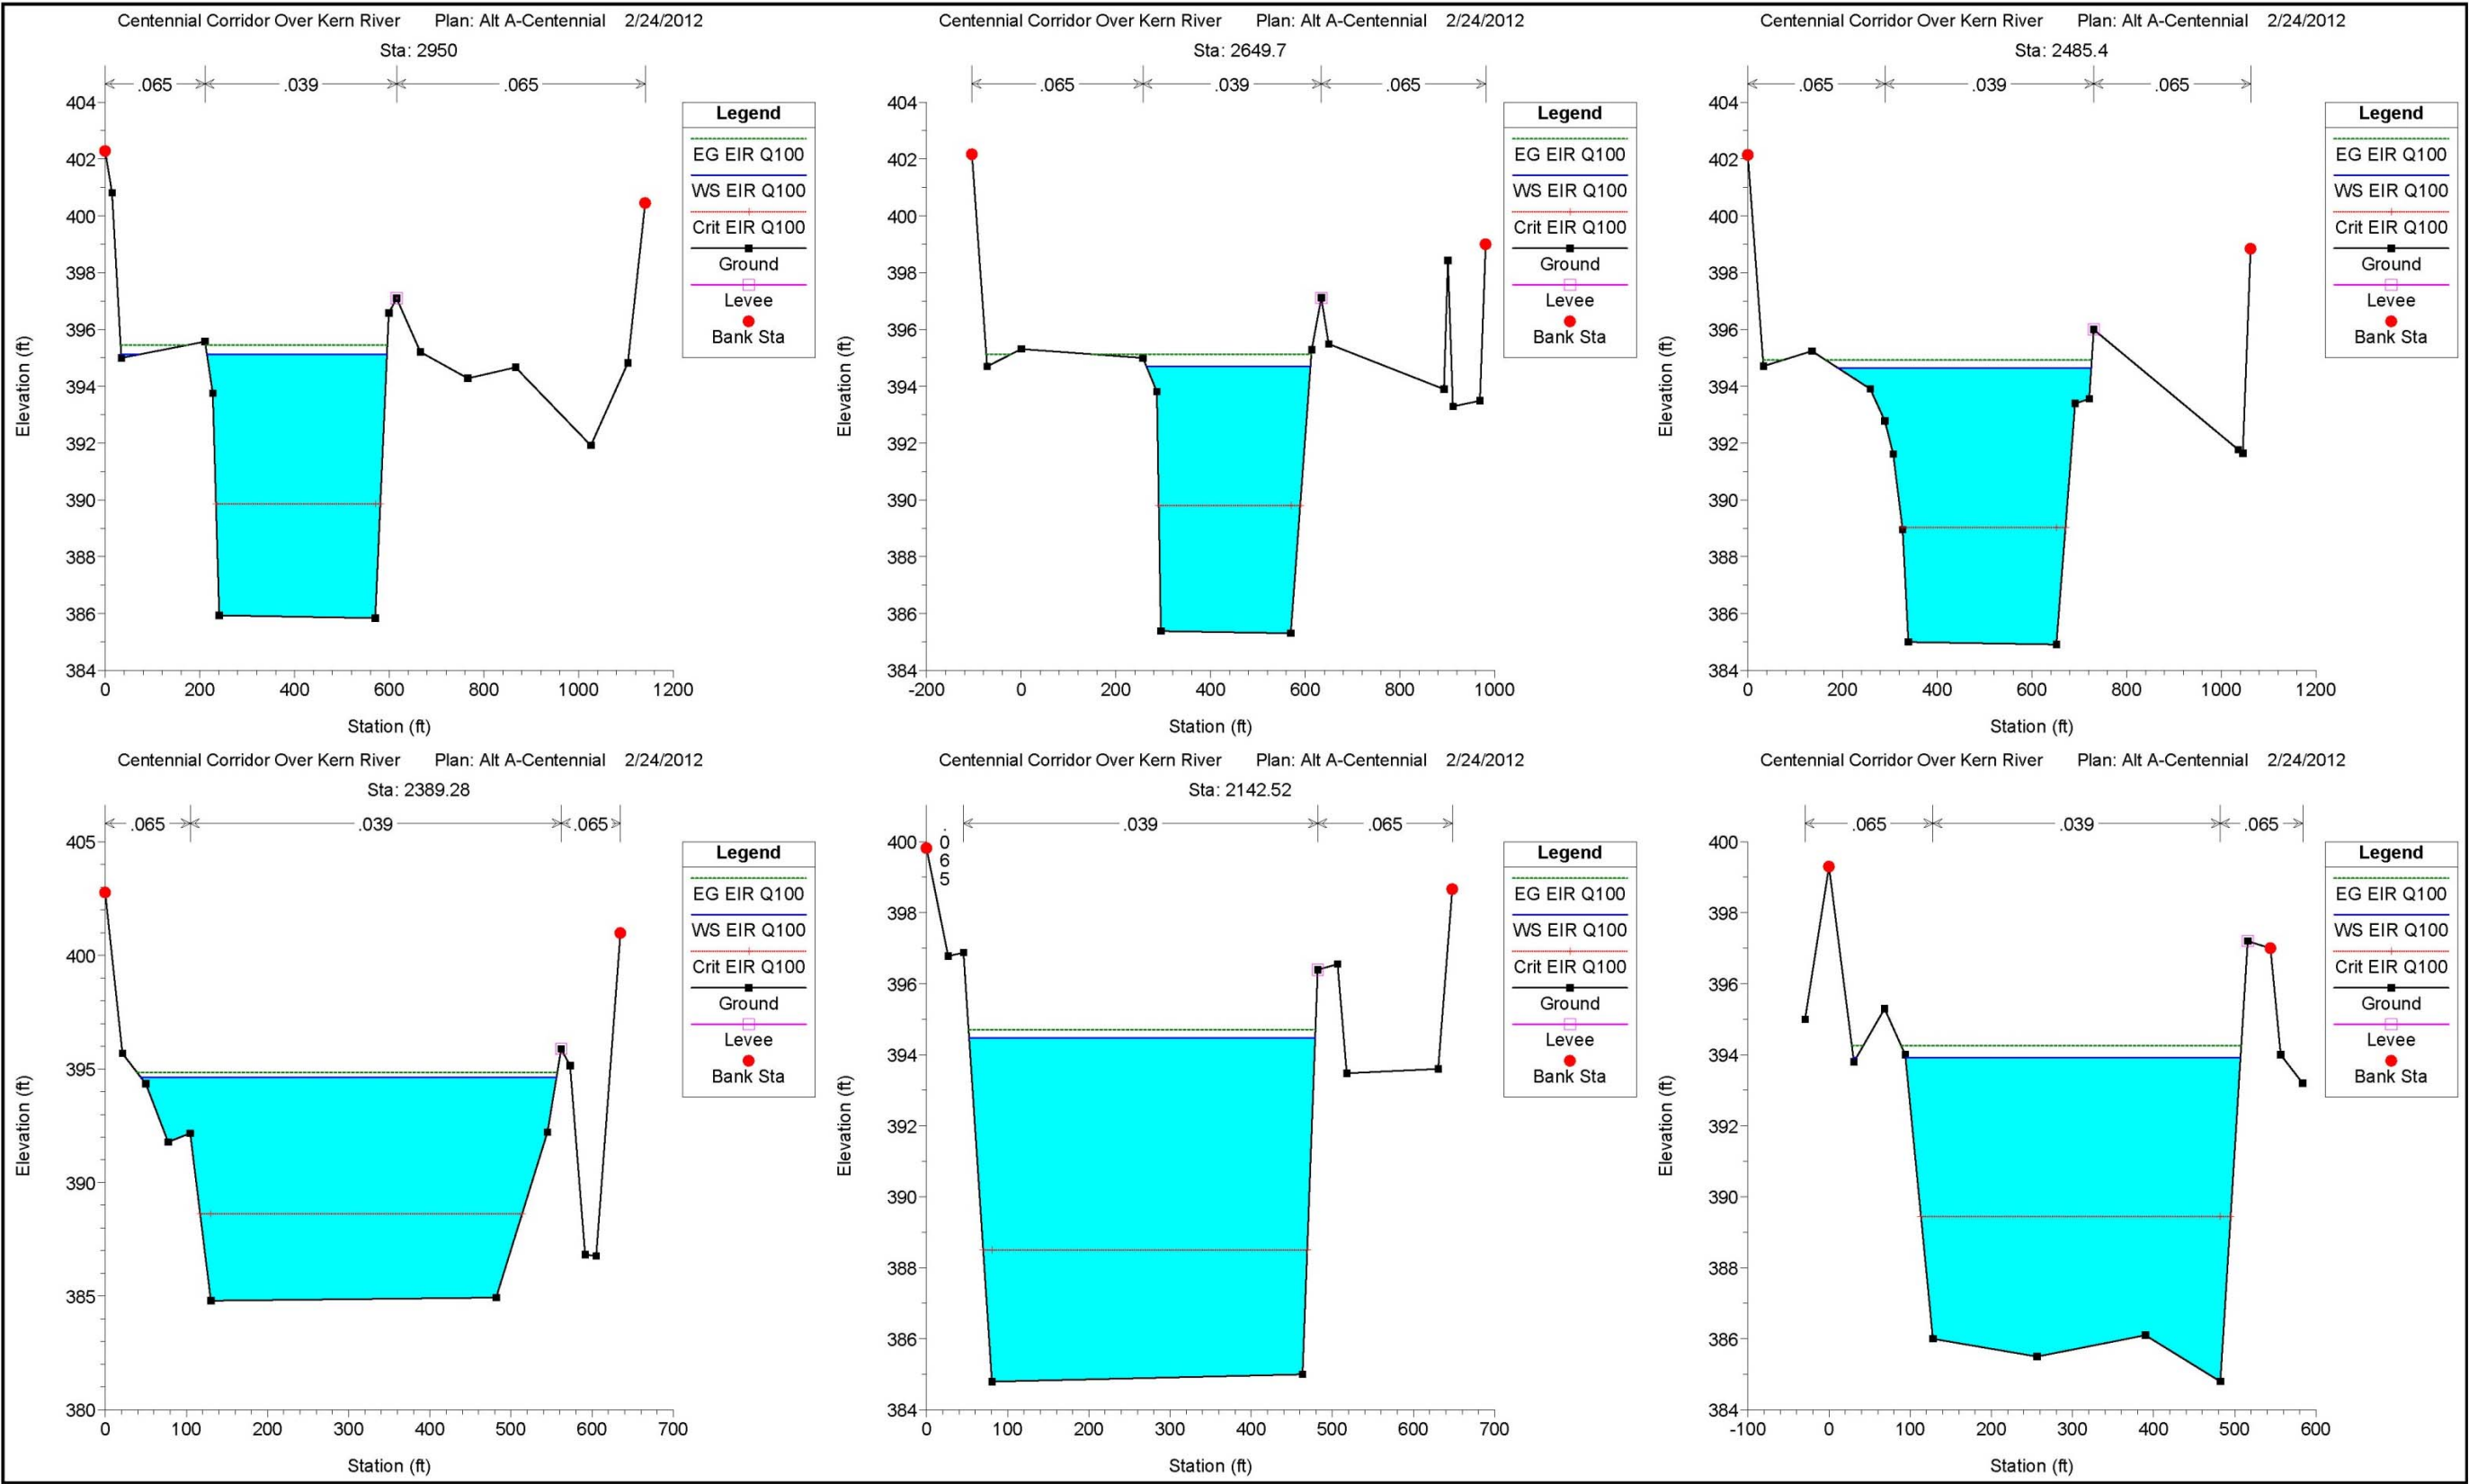 Centennial Corridor Over Kern River Plan: Alt A-Centennial 2/24/2012
Sta: 2950
.065 .039 .065
404
402
400
398
396
394
392
390
388
386
384
0 200 400 600 800 1000 1200
Elevation (ft)
Station (ft)
Legend
EG EIR Q100
WS EIR Q100
Crit EIR Q100
Ground
Levee
Bank Sta
Centennial Corridor Over Kern River Plan: Alt A-Centennial 2/24/2012
Sta: 2649.7
.065 .039 .065
404
402
400
398
396
394
392
390
388
386
384
-200 0 200 400 600 800 1000
Elevation (ft)
Station (ft)
Legend
EG EIR Q100
WS EIR Q100
Crit EIR Q100
Ground
Levee
Bank Sta
Centennial Corridor Over Kern River Plan: Alt A-Centennial 2/24/2012
Sta: 2485.4
.065 .039 .065
404
402
400
398
396
394
392
390
388
386
384
0 200 400 600 800 1000 1200
Elevation (ft)
Station (ft)
Legend
EG EIR Q100
WS EIR Q100
Crit EIR Q100
Ground
Levee
Bank Sta
Centennial Corridor Over Kern River Plan: Alt A-Centennial 2/24/2012
Sta: 2389.28
.065 .039 .065
405
400
395
390
385
380
0 100 200 300 400 500 600 700
Elevation (ft)
Station (ft)
Legend
EG EIR Q100
WS EIR Q100
Crit EIR Q100
Ground
Levee
Bank Sta
Centennial Corridor Over Kern River Plan: Alt A-Centennial 2/24/2012
Sta: 2142.52
.065 .039 .065
400
398
396
394
392
390
388
386
384
0 100 200 300 400 500 600 700
Elevation (ft)
Station (ft)
Legend
EG EIR Q100
WS EIR Q100
Crit EIR Q100
Ground
Levee
Bank Sta
Centennial Corridor Over Kern River Plan: Alt A-Centennial 2/24/2012
.065 .039 .065
400
398
396
394
392
390
388
386
384
-100 0 100 200 300 400 500 600
Elevation (ft)
Station (ft)
Legend
EG EIR Q100
WS EIR Q100
Crit EIR Q100
Ground
Levee
Bank Sta